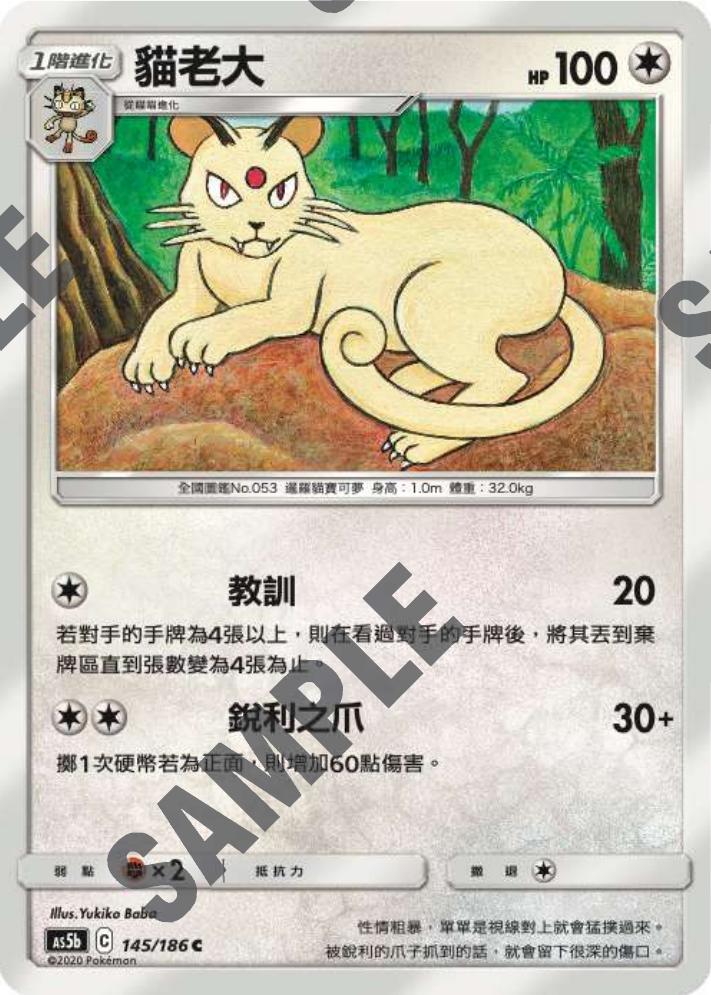 1階進化
貓老大
HP 100
從喵喵進化
全國圖鑑No.053 暹羅貓寶可夢 身高:1.0m 體重:32.0kg
教訓 20
若對手的手牌為4張以上,則在看過對手的手牌後,將其丟到棄
牌區直到張數變為4張為止。
銳利之爪 30+
擲1次硬幣若為正面,則增加60點傷害。
弱點 ×2 抵抗力 撤退
Illus.Yukiko Baba
性情粗暴,單單是視線對上就會猛撲過來。
AS5b C 145/186 C
被銳利的爪子抓到的話,就會留下很深的傷口。
©2020 Pokémon
SAMPLE